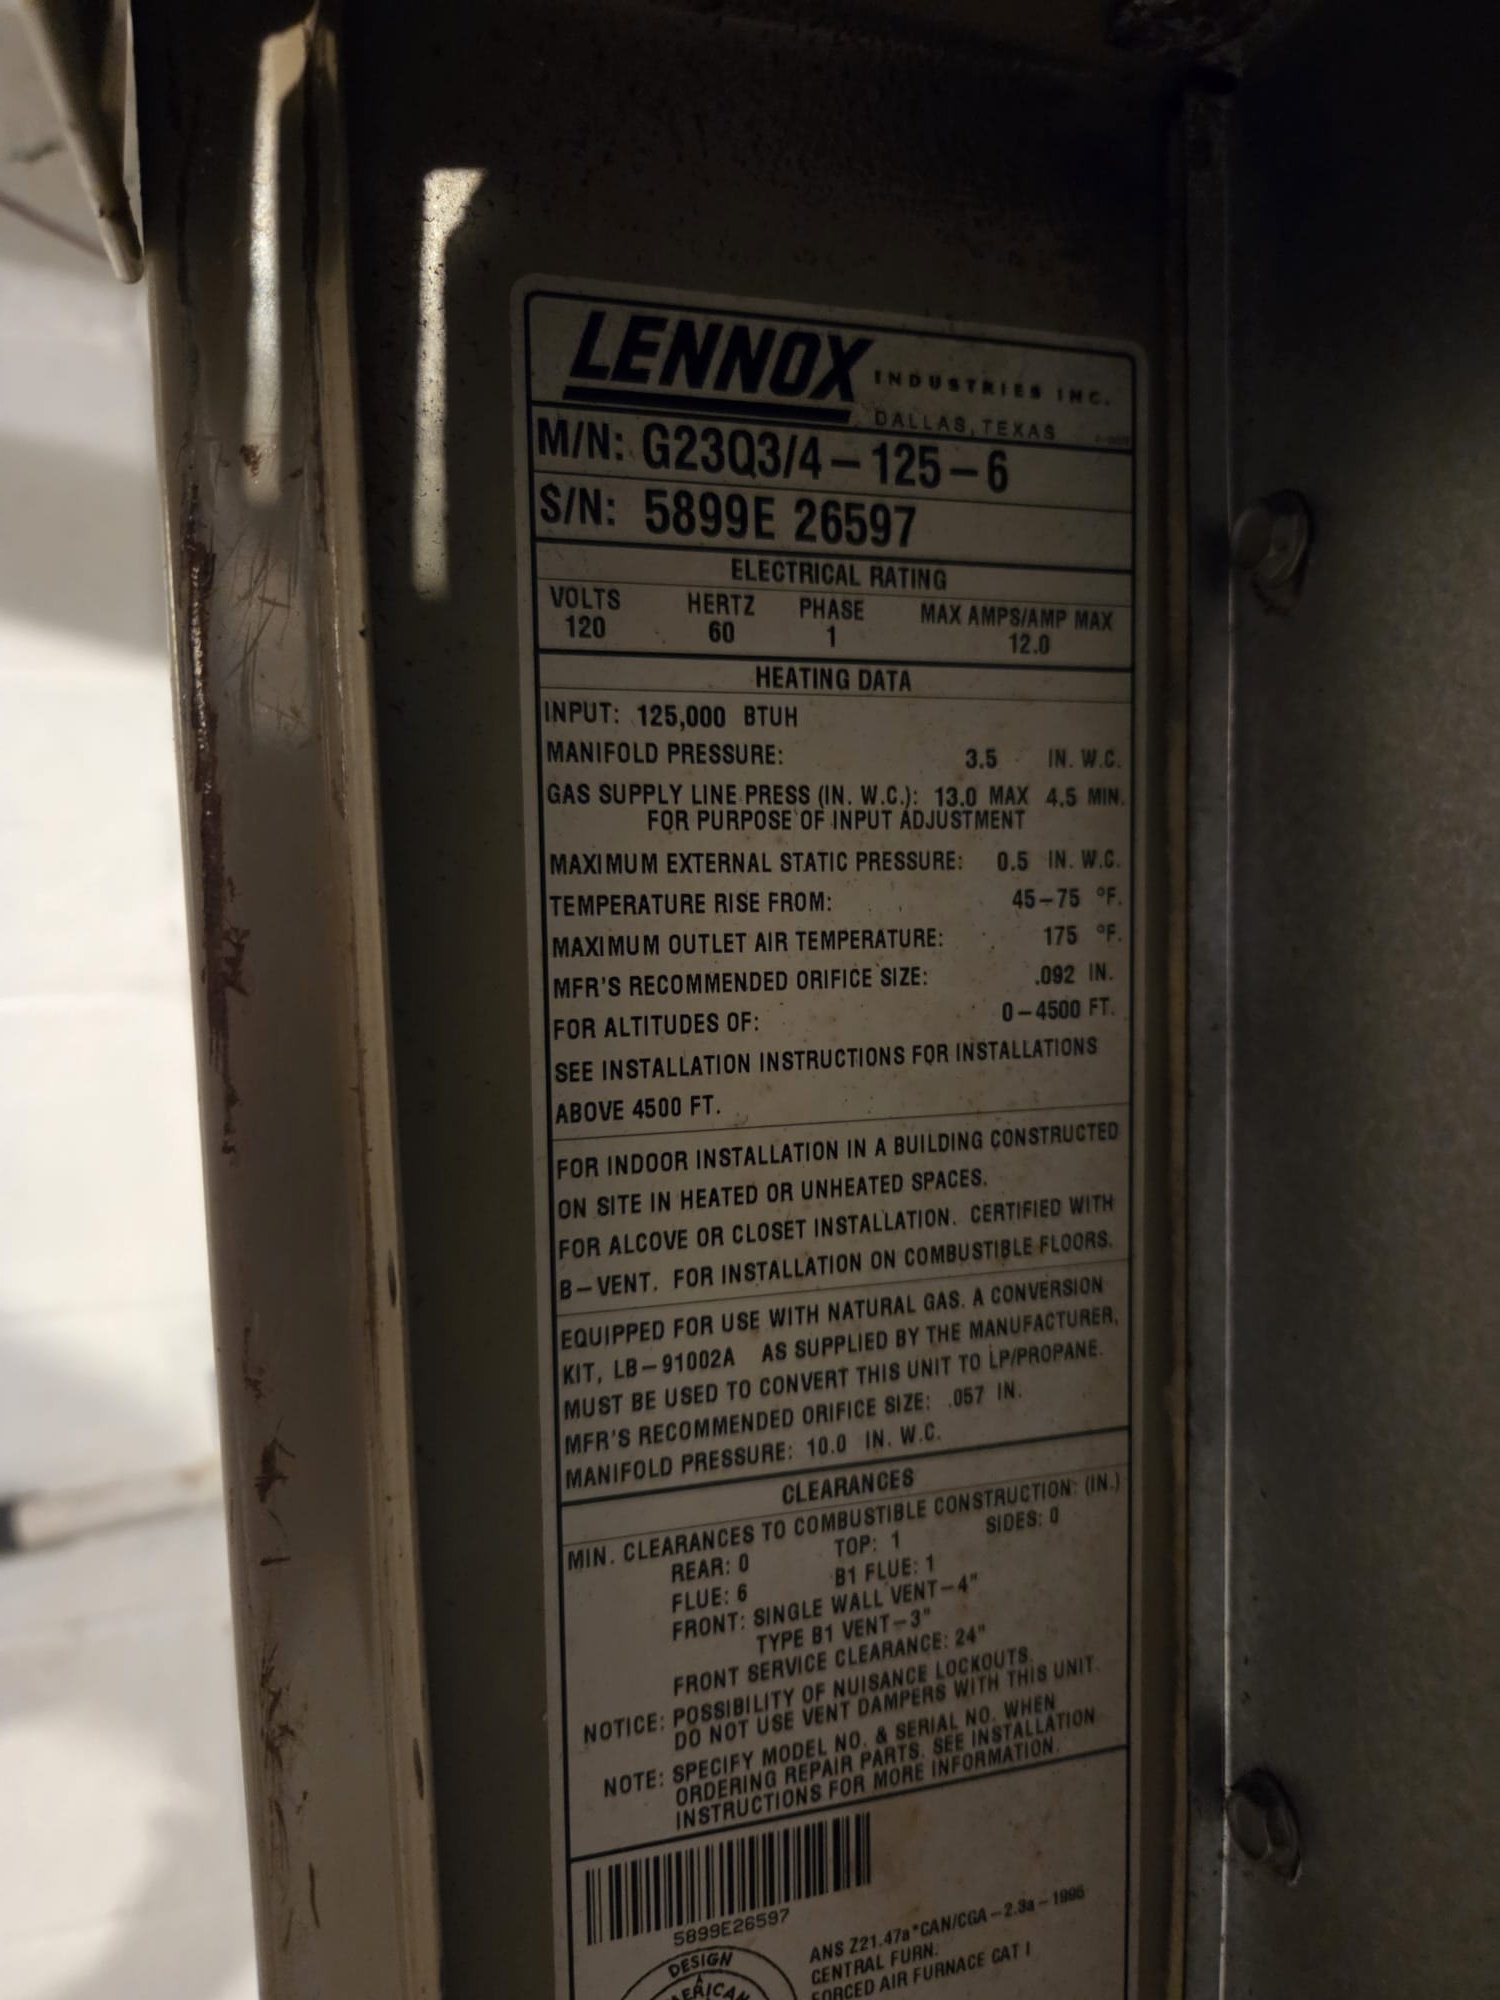 LENNOX INDUSTRIES INC.
DALLAS, TEXAS
M/N: G23Q3/4-125-6
S/N: 5899E 26597
ELECTRICAL RATING
VOLTS HERTZ PHASE MAX AMPS/AMP MAX
120 60 1 12.0
HEATING DATA
INPUT: 125,000 BTUH
MANIFOLD PRESSURE: 3.5 IN. W.C.
GAS SUPPLY LINE PRESS (IN. W.C.): 13.0 MAX 4.5 MIN.
FOR PURPOSE OF INPUT ADJUSTMENT
MAXIMUM EXTERNAL STATIC PRESSURE: 0.5 IN. W.C.
TEMPERATURE RISE FROM: 45-75 °F.
MAXIMUM OUTLET AIR TEMPERATURE: 175 °F.
MFR'S RECOMMENDED ORIFICE SIZE: .092 IN.
FOR ALTITUDES OF: 0-4500 FT.
SEE INSTALLATION INSTRUCTIONS FOR INSTALLATIONS
ABOVE 4500 FT.
FOR INDOOR INSTALLATION IN A BUILDING CONSTRUCTED
ON SITE IN HEATED OR UNHEATED SPACES.
FOR ALCOVE OR CLOSET INSTALLATION. CERTIFIED WITH
B-VENT. FOR INSTALLATION ON COMBUSTIBLE FLOORS.
EQUIPPED FOR USE WITH NATURAL GAS. A CONVERSION
KIT, LB-91002A AS SUPPLIED BY THE MANUFACTURER,
MUST BE USED TO CONVERT THIS UNIT TO LP/PROPANE.
MFR'S RECOMMENDED ORIFICE SIZE: .057 IN.
MANIFOLD PRESSURE: 10.0 IN. W.C.
CLEARANCES
MIN. CLEARANCES TO COMBUSTIBLE CONSTRUCTION: (IN.)
REAR: 0 TOP: 1 SIDES: 0
FLUE: 6 B1 FLUE: 1
FRONT: SINGLE WALL VENT-4"
TYPE B1 VENT-3"
FRONT SERVICE CLEARANCE: 24"
NOTICE: POSSIBILITY OF NUISANCE LOCKOUTS.
DO NOT USE VENT DAMPERS WITH THIS UNIT.
NOTE: SPECIFY MODEL NO. & SERIAL NO. WHEN
ORDERING REPAIR PARTS. SEE INSTALLATION
INSTRUCTIONS FOR MORE INFORMATION.
5899E26597
DESIGN
ANS Z21.47a*CAN/CGA-2.3a-1995
CENTRAL FURN.
FORCED AIR FURNACE CAT I